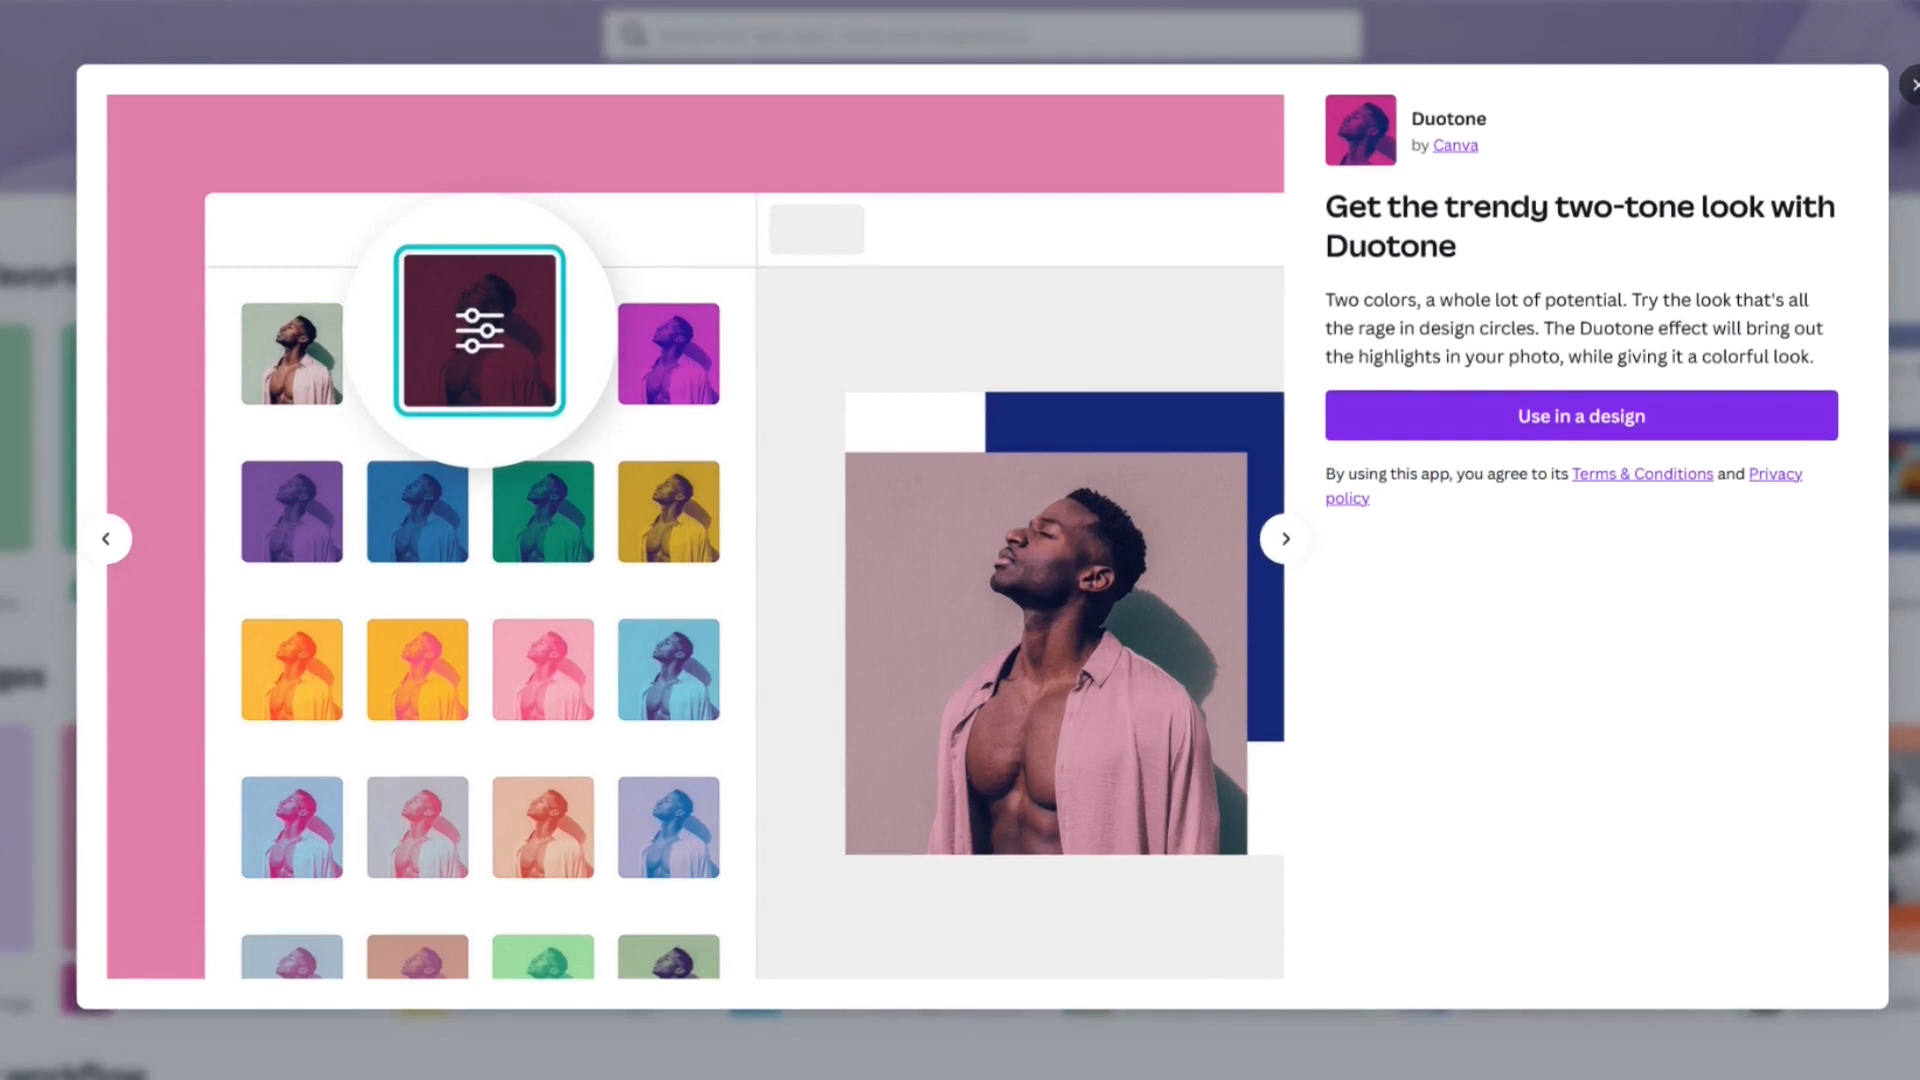 Duotone
by Canva
Get the trendy two-tone look with
Duotone
Two colors, a whole lot of potential. Try the look that's all
the rage in design circles. The Duotone effect will bring out
the highlights in your photo, while giving it a colorful look.
Use in a design
By using this app, you agree to its Terms & Conditions and Privacy
policy